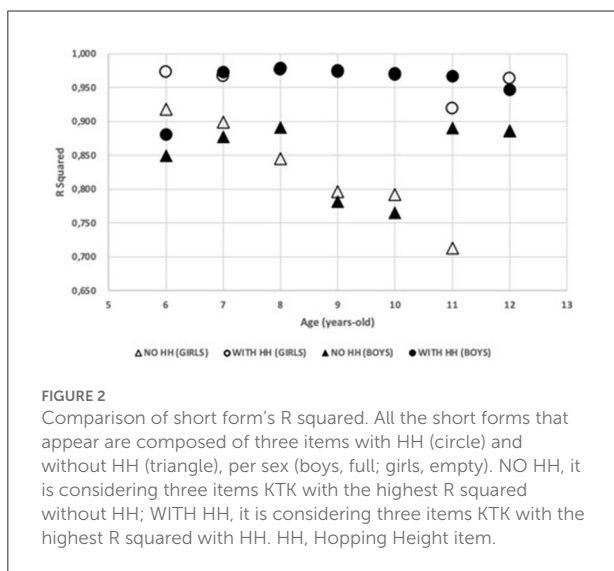 1,000
0,950
0,900
0,850
0,800
0,750
0,700
0,650
R Squared
5 6 7 8 9 10 11 12 13
Age (years-old)
△ NO HH (GIRLS) ○ WITH HH (GIRLS) ▲ NO HH (BOYS) ● WITH HH (BOYS)
FIGURE 2
Comparison of short form's R squared. All the short forms that
appear are composed of three items with HH (circle) and
without HH (triangle), per sex (boys, full; girls, empty). NO HH, it
is considering three items KTK with the highest R squared
without HH; WITH HH, it is considering three items KTK with the
highest R squared with HH. HH, Hopping Height item.